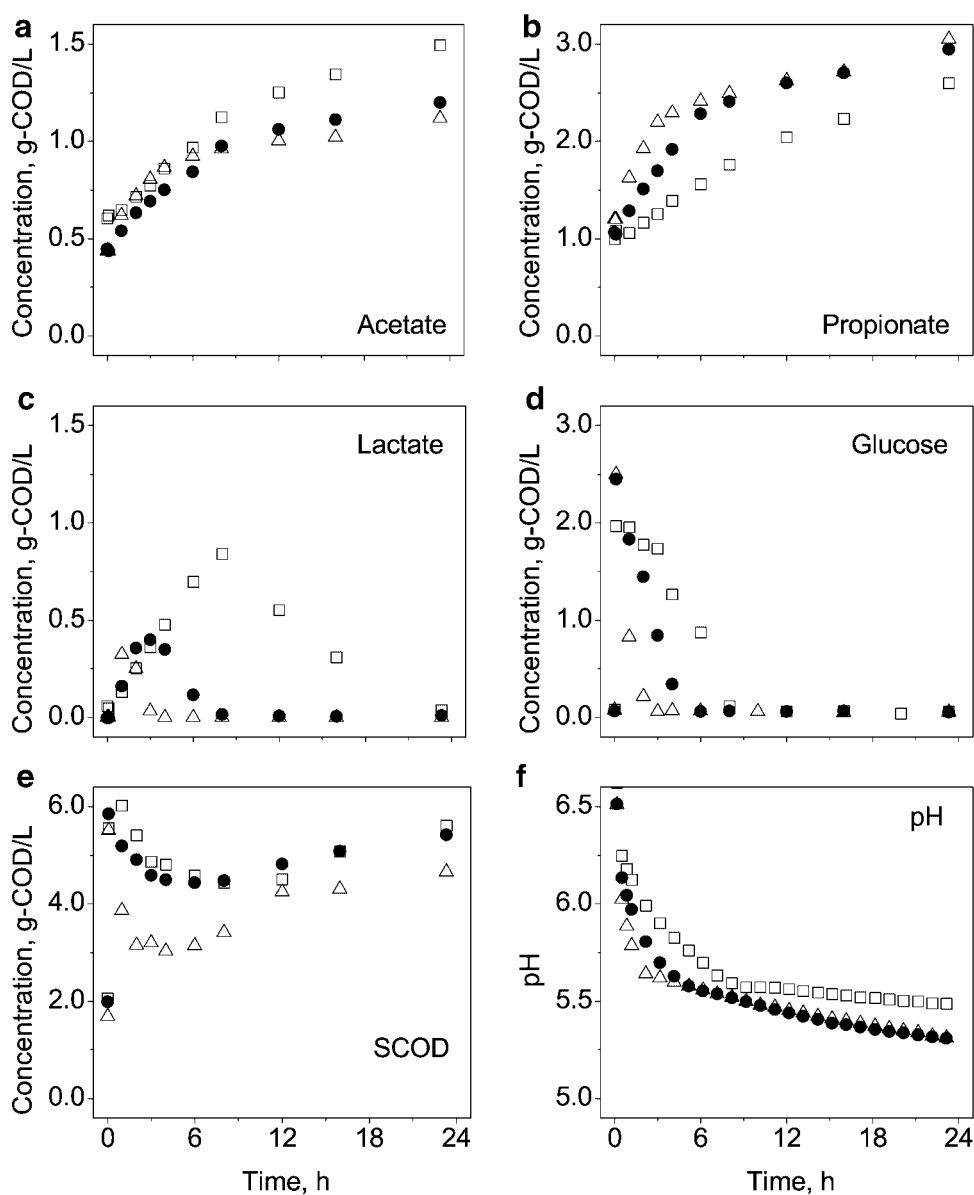 a
1.5
1.0
0.5
0.0
Concentration, g-COD/L
Acetate
b
3.0
2.0
1.0
0.0
Concentration, g-COD/L
Propionate
c
1.5
1.0
0.5
0.0
Concentration, g-COD/L
Lactate
d
3.0
2.0
1.0
0.0
Concentration, g-COD/L
Glucose
e
6.0
4.0
2.0
0.0
Concentration, g-COD/L
SCOD
0 6 12 18 24
Time, h
f
6.5
6.0
5.5
5.0
pH
pH
0 6 12 18 24
Time, h